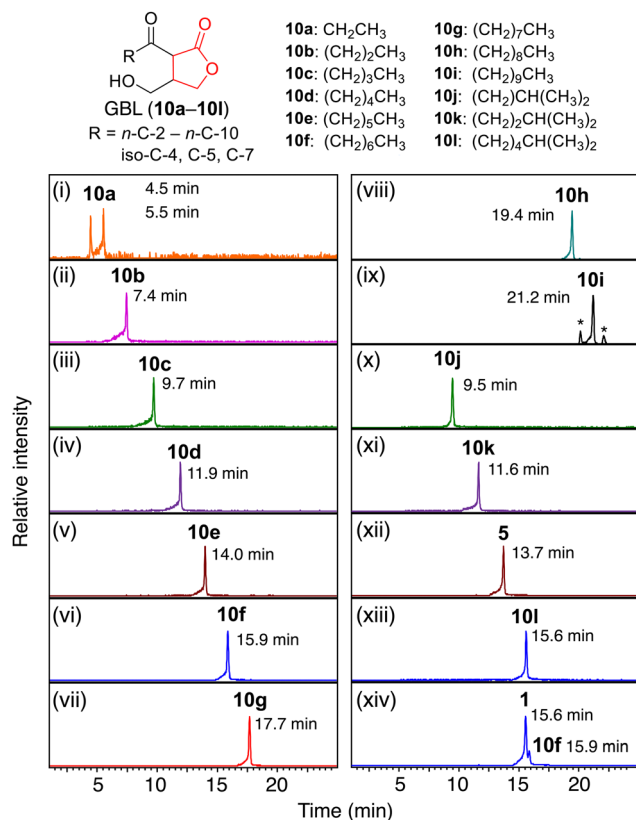 O
O
R
O
HO
GBL (10a–10l)
R = n-C-2 – n-C-10
iso-C-4, C-5, C-7
10a: CH₂CH₃
10b: (CH₂)₂CH₃
10c: (CH₂)₃CH₃
10d: (CH₂)₄CH₃
10e: (CH₂)₅CH₃
10f: (CH₂)₆CH₃
10g: (CH₂)₇CH₃
10h: (CH₂)₈CH₃
10i: (CH₂)₉CH₃
10j: (CH₂)CH(CH₃)₂
10k: (CH₂)₂CH(CH₃)₂
10l: (CH₂)₄CH(CH₃)₂
Relative intensity
(i) 10a 4.5 min
5.5 min
(ii) 10b
7.4 min
(iii) 10c
9.7 min
(iv) 10d
11.9 min
(v) 10e
14.0 min
(vi) 10f
15.9 min
(vii) 10g
17.7 min
5 10 15 20
(viii) 10h
19.4 min
(ix) 10i
21.2 min
* *
(x) 10j
9.5 min
(xi) 10k
11.6 min
(xii) 5
13.7 min
(xiii) 10l
15.6 min
(xiv) 1
15.6 min
10f 15.9 min
5 10 15 20
Time (min)